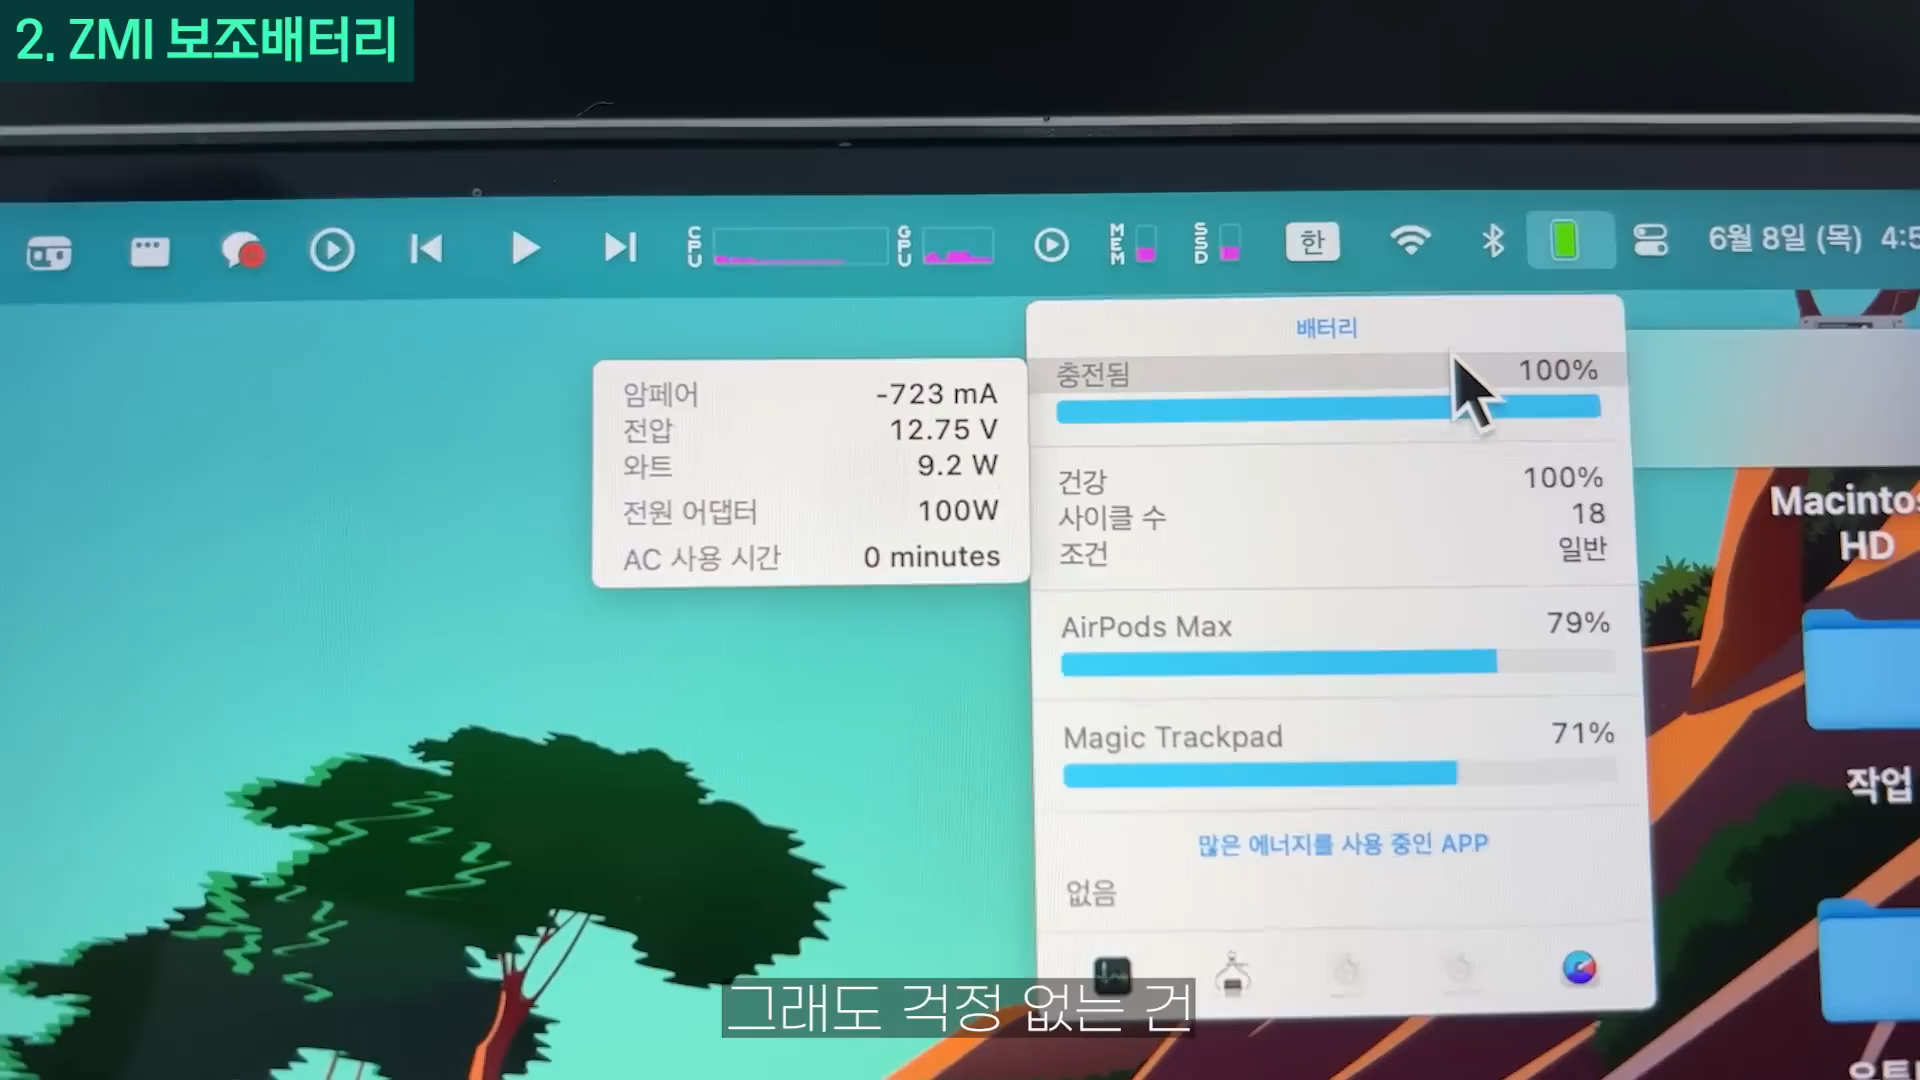 2. ZMI 보조배터리
CPU
GPU
MEM
SSD
한
6월 8일 (목) 4:5
배터리
충전됨 100%
암페어 -723 mA
전압 12.75 V
와트 9.2 W
전원 어댑터 100W
AC 사용 시간 0 minutes
건강 100%
사이클 수 18
조건 일반
AirPods Max 79%
Magic Trackpad 71%
많은 에너지를 사용 중인 APP
없음
Macintos
HD
작업
그래도 걱정 없는 건